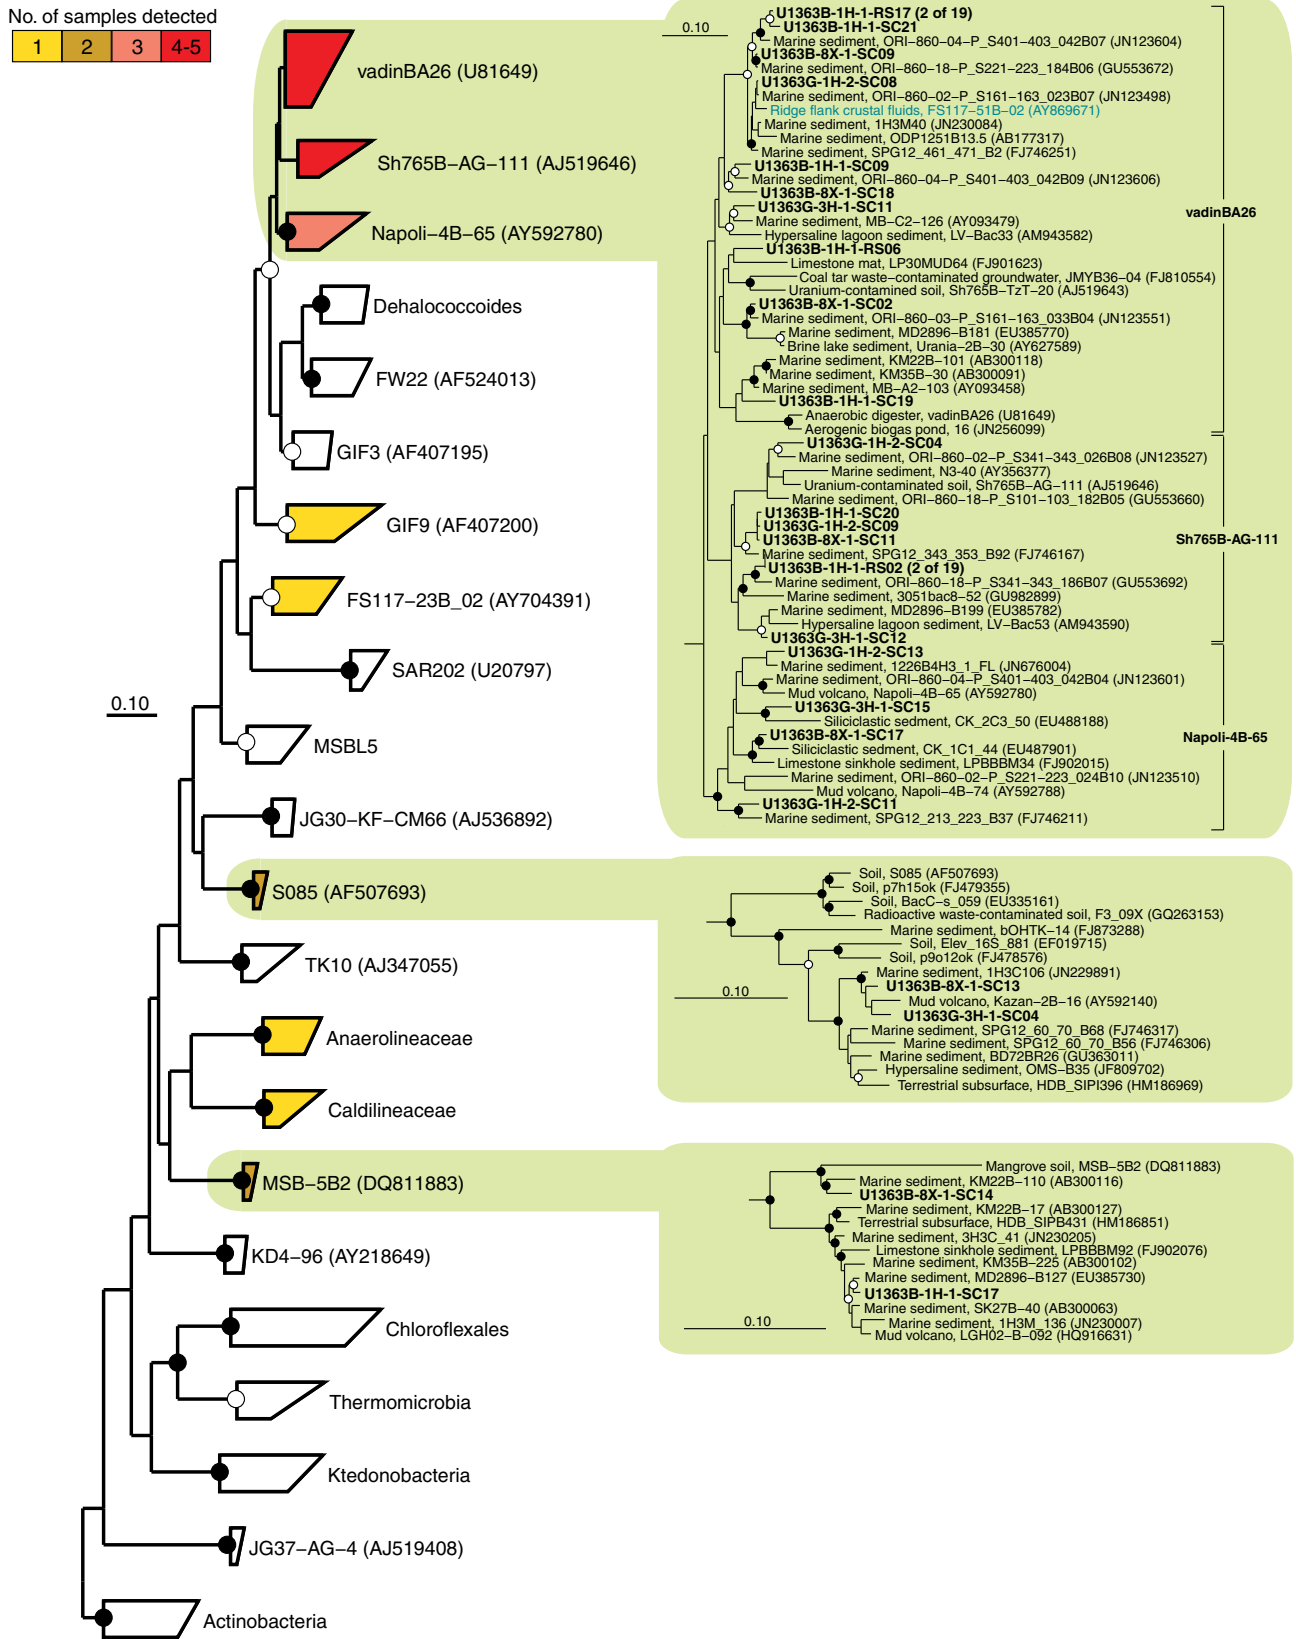 No. of samples detected
1 2 3 4-5
vadinBA26 (U81649)
Sh765B-AG-111 (AJ519646)
Napoli-4B-65 (AY592780)
Dehalococcoides
FW22 (AF524013)
GIF3 (AF407195)
GIF9 (AF407200)
FS117-23B_02 (AY704391)
SAR202 (U20797)
0.10
MSBL5
JG30-KF-CM66 (AJ536892)
S085 (AF507693)
TK10 (AJ347055)
Anaerolineaceae
Caldilineaceae
MSB-5B2 (DQ811883)
KD4-96 (AY218649)
Chloroflexales
Thermomicrobia
Ktedonobacteria
JG37-AG-4 (AJ519408)
Actinobacteria
0.10
U1363B-1H-1-RS17 (2 of 19)
U1363B-1H-1-SC21
Marine sediment, ORI-860-04-P_S401-403_042B07 (JN123604)
U1363B-8X-1-SC09
Marine sediment, ORI-860-18-P_S221-223_184B06 (GU553672)
U1363G-1H-2-SC08
Marine sediment, ORI-860-02-P_S161-163_023B07 (JN123498)
Ridge flank crustal fluids, FS117-51B-02 (AY869671)
Marine sediment, 1H3M40 (JN230084)
Marine sediment, ODP1251B13.5 (AB177317)
Marine sediment, SPG12_461_471_B2 (FJ746251)
U1363B-1H-1-SC09
Marine sediment, ORI-860-04-P_S401-403_042B09 (JN123606)
U1363B-8X-1-SC18
U1363G-3H-1-SC11
Marine sediment, MB-C2-126 (AY093479)
Hypersaline lagoon sediment, LV-Bac33 (AM943582)
U1363B-1H-1-RS06
Limestone mat, LP30MUD64 (FJ901623)
Coal tar waste-contaminated groundwater, JMYB36-04 (FJ810554)
Uranium-contamined soil, Sh765B-TzT-20 (AJ519643)
U1363B-8X-1-SC02
Marine sediment, ORI-860-03-P_S161-163_033B04 (JN123551)
Marine sediment, MD2896-B181 (EU385770)
Brine lake sediment, Urania-2B-30 (AY627589)
Marine sediment, KM22B-101 (AB300118)
Marine sediment, KM35B-30 (AB300091)
Marine sediment, MB-A2-103 (AY093458)
U1363B-1H-1-SC19
Anaerobic digester, vadinBA26 (U81649)
Aerogenic biogas pond, 16 (JN256099)
vadinBA26
U1363G-1H-2-SC04
Marine sediment, ORI-860-02-P_S341-343_026B08 (JN123527)
Marine sediment, N3-40 (AY356377)
Uranium-contaminated soil, Sh765B-AG-111 (AJ519646)
Marine sediment, ORI-860-18-P_S101-103_182B05 (GU553660)
U1363B-1H-1-SC20
U1363G-1H-2-SC09
U1363B-8X-1-SC11
Marine sediment, SPG12_343_353_B92 (FJ746167)
U1363B-1H-1-RS02 (2 of 19)
Marine sediment, ORI-860-18-P_S341-343_186B07 (GU553692)
Marine sediment, 3051bac8-52 (GU982899)
Marine sediment, MD2896-B199 (EU385782)
Hypersaline lagoon sediment, LV-Bac53 (AM943590)
U1363G-3H-1-SC12
Sh765B-AG-111
U1363G-1H-2-SC13
Marine sediment, 1226B4H3_1_FL (JN676004)
Marine sediment, ORI-860-04-P_S401-403_042B04 (JN123601)
Mud volcano, Napoli-4B-65 (AY592780)
U1363G-3H-1-SC15
Siliciclastic sedment, CK_2C3_50 (EU488188)
U1363B-8X-1-SC17
Siliciclastic sedment, CK_1C1_44 (EU487901)
Limestone sinkhole sediment, LPBBBM34 (FJ902015)
Marine sediment, ORI-860-02-P_S221-223_024B10 (JN123510)
Mud volcano, Napoli-4B-74 (AY592788)
U1363G-1H-2-SC11
Marine sediment, SPG12_213_223_B37 (FJ746211)
Napoli-4B-65
Soil, S085 (AF507693)
Soil, p7h15ok (FJ479355)
Soil, BacC-s_059 (EU335161)
Radioactive waste-contaminated soil, F3_09X (GQ263153)
Marine sediment, bOHTK-14 (FJ873288)
Soil, Elev_16S_881 (EF019715)
Soil, p9o12ok (FJ478576)
Marine sediment, 1H3C106 (JN229891)
U1363B-8X-1-SC13
0.10
Mud volcano, Kazan-2B-16 (AY592140)
U1363G-3H-1-SC04
Marine sediment, SPG12_60_70_B68 (FJ746317)
Marine sediment, SPG12_60_70_B56 (FJ746306)
Marine sediment, BD72BR26 (GU363011)
Hypersaline sediment, OMS-B35 (JF809702)
Terrestrial subsurface, HDB_SIPI396 (HM186969)
Mangrove soil, MSB-5B2 (DQ811883)
Marine sediment, KM22B-110 (AB300116)
U1363B-8X-1-SC14
Marine sediment, KM22B-17 (AB300127)
Terrestrial subsurface, HDB_SIPB431 (HM186851)
Marine sediment, 3H3C_41 (JN230205)
Limestone sinkhole sediment, LPBBBM92 (FJ902076)
Marine sediment, KM35B-225 (AB300102)
Marine sediment, MD2896-B127 (EU385730)
U1363B-1H-1-SC17
Marine sediment, SK27B-40 (AB300063)
0.10
Marine sediment, 1H3M_136 (JN230007)
Mud volcano, LGH02-B-092 (HQ916631)